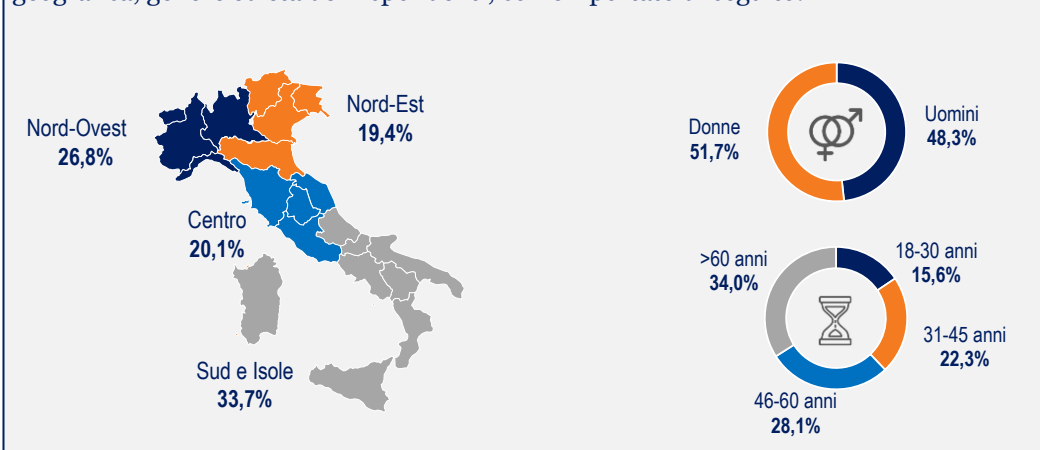 Nord-Ovest
26,8%
Nord-Est
19,4%
Centro
20,1%
Sud e Isole
33,7%
Donne
51,7%
Uomini
48,3%
>60 anni
34,0%
18-30 anni
15,6%
31-45 anni
22,3%
46-60 anni
28,1%